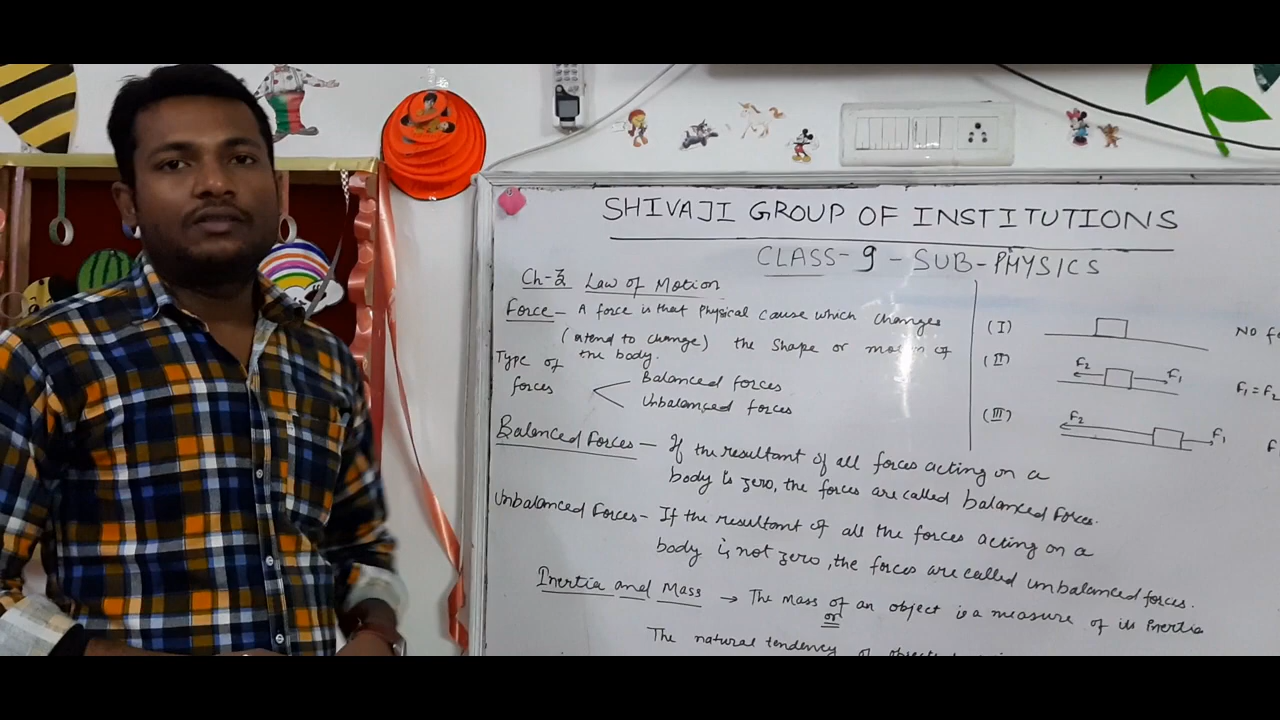 SHIVAJI GROUP OF INSTITUTIONS
CLASS-9 - SUB-PHYSICS
Ch-3 Law of Motion
Force - A force is that physical cause which changes
(atend to change) the shape or motion of
the body.
Type of
forces
Balanced forces
Unbalanced forces
(I)
No
(II) F2 F1
F1=F2
(III) F2 F1
Balenced Forces - If the resultant of all forces acting on a
body is zero, the forces are called balanced forces.
Unbalanced Forces - If the resultant of all the forces acting on a
body is not zero, the forces are called unbalanced forces.
Inertia and Mass → The Mass of an object is a measure of its Inertia
or
The natural tendency of